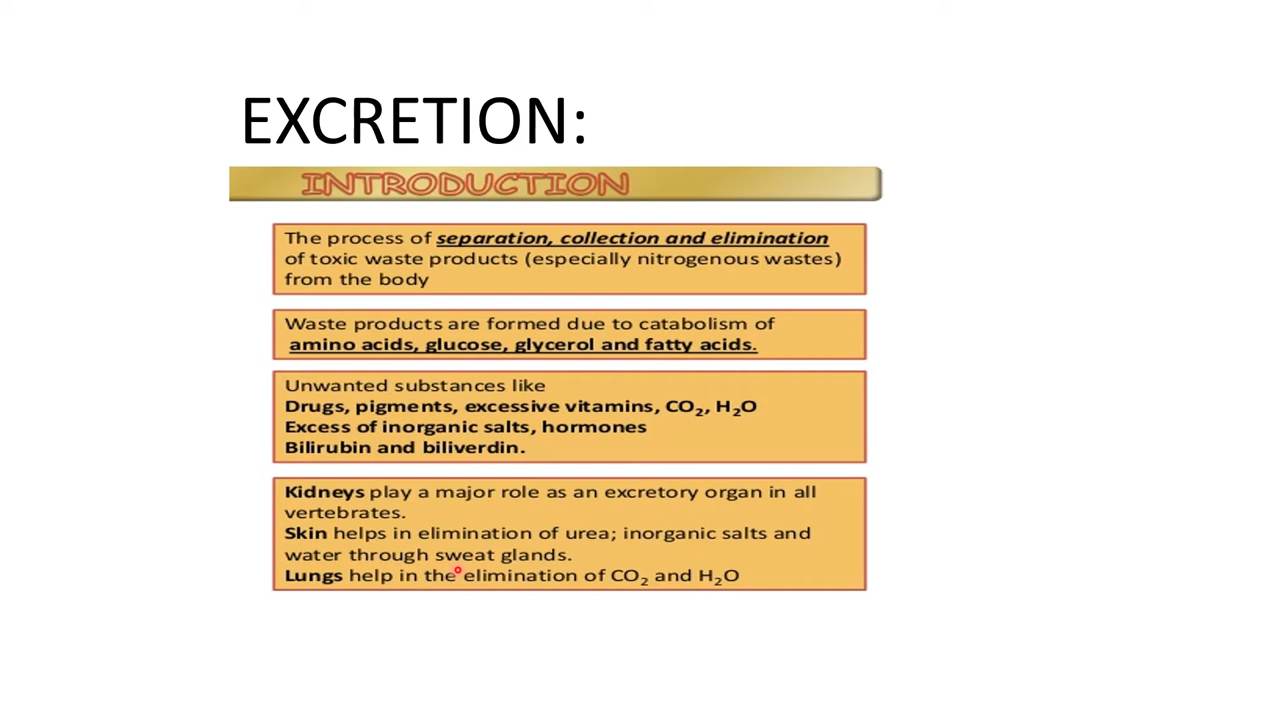 EXCRETION:
INTRODUCTION
The process of separation, collection and elimination
of toxic waste products (especially nitrogenous wastes)
from the body
Waste products are formed due to catabolism of
amino acids, glucose, glycerol and fatty acids.
Unwanted substances like
Drugs, pigments, excessive vitamins, CO₂, H₂O
Excess of inorganic salts, hormones
Bilirubin and biliverdin.
Kidneys play a major role as an excretory organ in all
vertebrates.
Skin helps in elimination of urea; inorganic salts and
water through sweat glands.
Lungs help in the elimination of CO₂ and H₂O